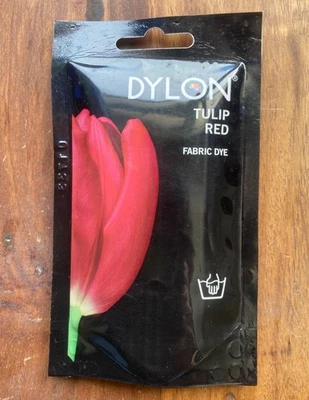 DYLON®
TULIP
RED
FABRIC DYE